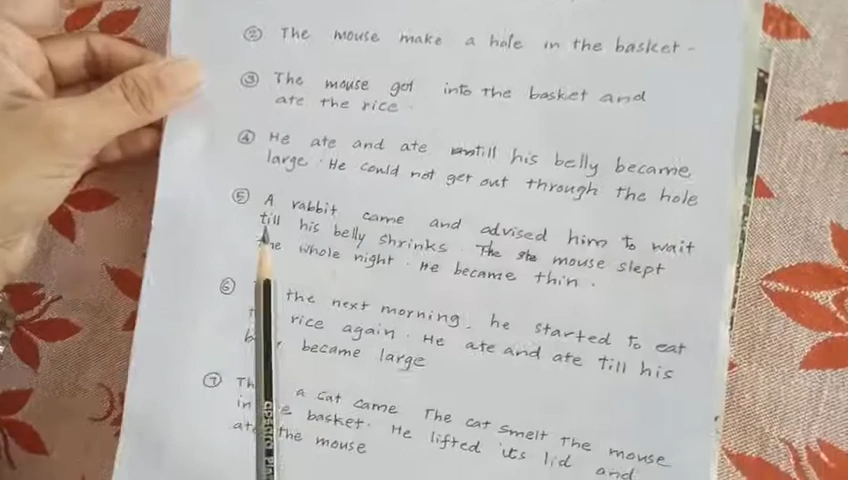 ② The mouse make a hole in the basket -
③ The mouse got into the basket and
ate the rice.
④ He ate and ate till his belly became
large. He could not get out through the hole
⑤ A rabbit came and advised him to wait
till his belly shrinks. The mouse slept
the whole night. He became thin.
⑥ the next morning, he started to eat
rice again. He ate and ate till his
became large
⑦ a cat came The cat smelt The mouse
in basket. He lifted its lid and
ate the mouse
apsara